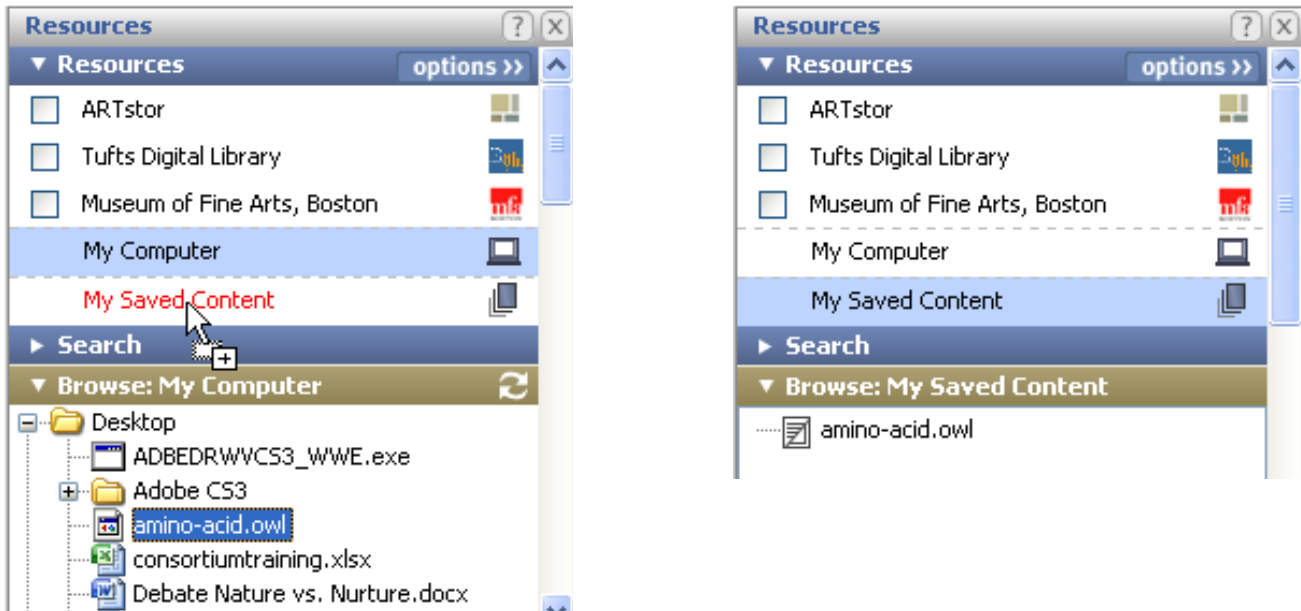 Resources
Resources options >>
ARTstor
Tufts Digital Library
Museum of Fine Arts, Boston mfa
My Computer
My Saved Content
Search
Browse: My Computer
Desktop
ADBEDRWVCS3_WWE.exe
Adobe CS3
amino-acid.owl
consortiumtraining.xlsx
Debate Nature vs. Nurture.docx
Resources
Resources options >>
ARTstor
Tufts Digital Library
Museum of Fine Arts, Boston mfa
My Computer
My Saved Content
Search
Browse: My Saved Content
amino-acid.owl